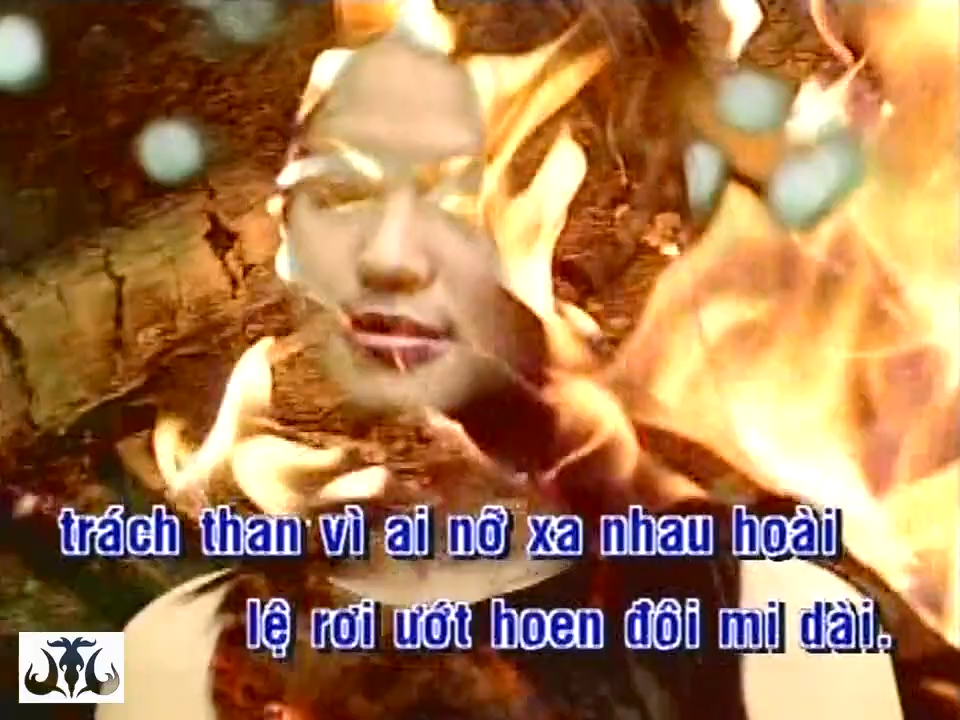 trách than vì ai nỡ xa nhau hoài
lệ rơi ướt hoen đôi mi dài.